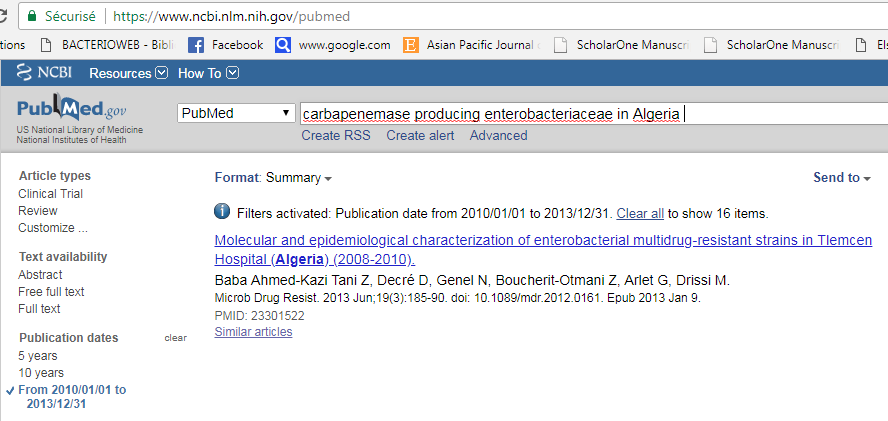 Sécurisé https://www.ncbi.nlm.nih.gov/pubmed
tions BACTERIOWEB - Bibli Facebook www.google.com Asian Pacific Journal ScholarOne Manuscri ScholarOne Manuscri Els
NCBI Resources How To
PubMed.gov
US National Library of Medicine
National Institutes of Health
PubMed
carbapenemase producing enterobacteriaceae in Algeria
Create RSS Create alert Advanced
Article types
Clinical Trial
Review
Customize ...
Text availability
Abstract
Free full text
Full text
Publication dates clear
5 years
10 years
From 2010/01/01 to
2013/12/31
Format: Summary Send to
Filters activated: Publication date from 2010/01/01 to 2013/12/31. Clear all to show 16 items.
Molecular and epidemiological characterization of enterobacterial multidrug-resistant strains in Tlemcen
Hospital (Algeria) (2008-2010).
Baba Ahmed-Kazi Tani Z, Decré D, Genel N, Boucherit-Otmani Z, Arlet G, Drissi M.
Microb Drug Resist. 2013 Jun;19(3):185-90. doi: 10.1089/mdr.2012.0161. Epub 2013 Jan 9.
PMID: 23301522
Similar articles